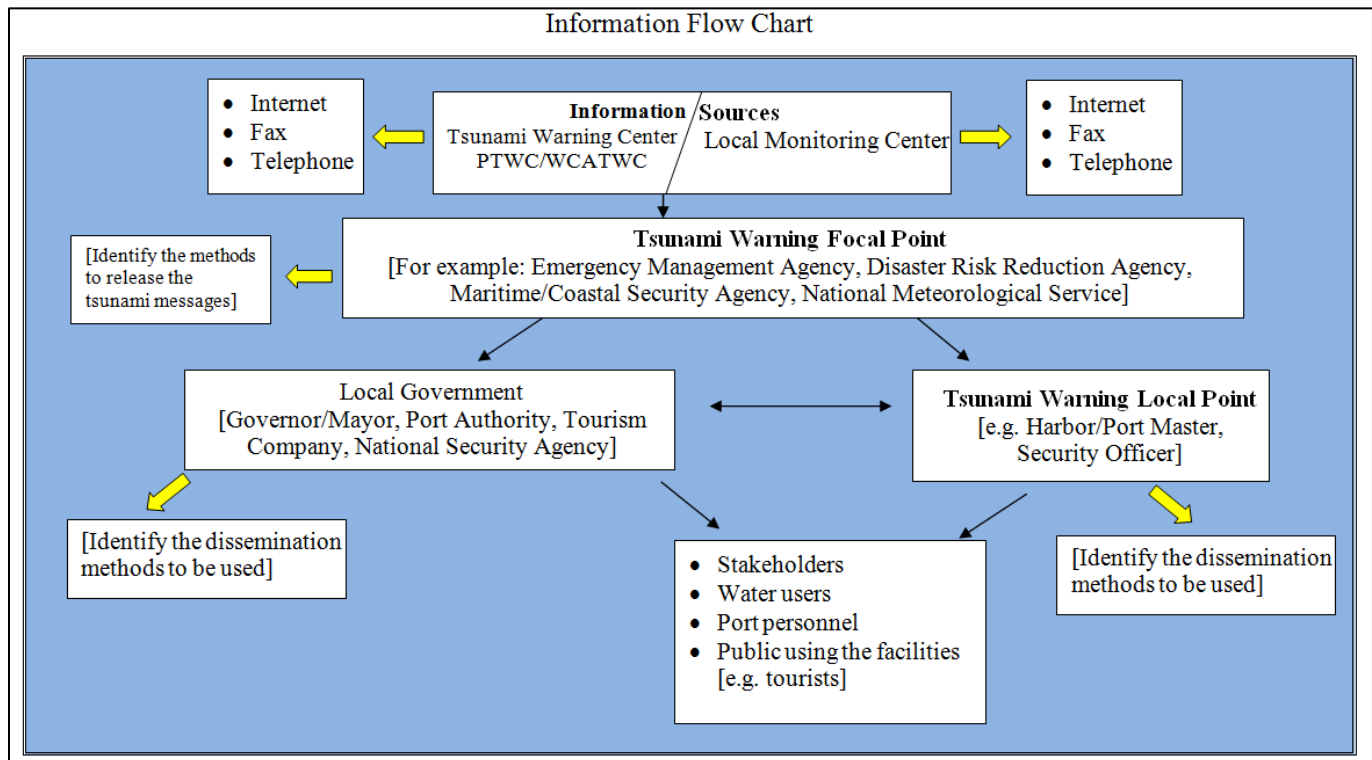 Information Flow Chart
• Internet
• Fax
• Telephone
Information Sources
Tsunami Warning Center
PTWC/WCATWC
Local Monitoring Center
• Internet
• Fax
• Telephone
Tsunami Warning Focal Point
[For example: Emergency Management Agency, Disaster Risk Reduction Agency,
Maritime/Coastal Security Agency, National Meteorological Service]
[Identify the methods
to release the
tsunami messages]
Local Government
[Governor/Mayor, Port Authority, Tourism
Company, National Security Agency]
Tsunami Warning Local Point
[e.g. Harbor/Port Master,
Security Officer]
[Identify the dissemination
methods to be used]
• Stakeholders
• Water users
• Port personnel
• Public using the facilities
[e.g. tourists]
[Identify the dissemination
methods to be used]